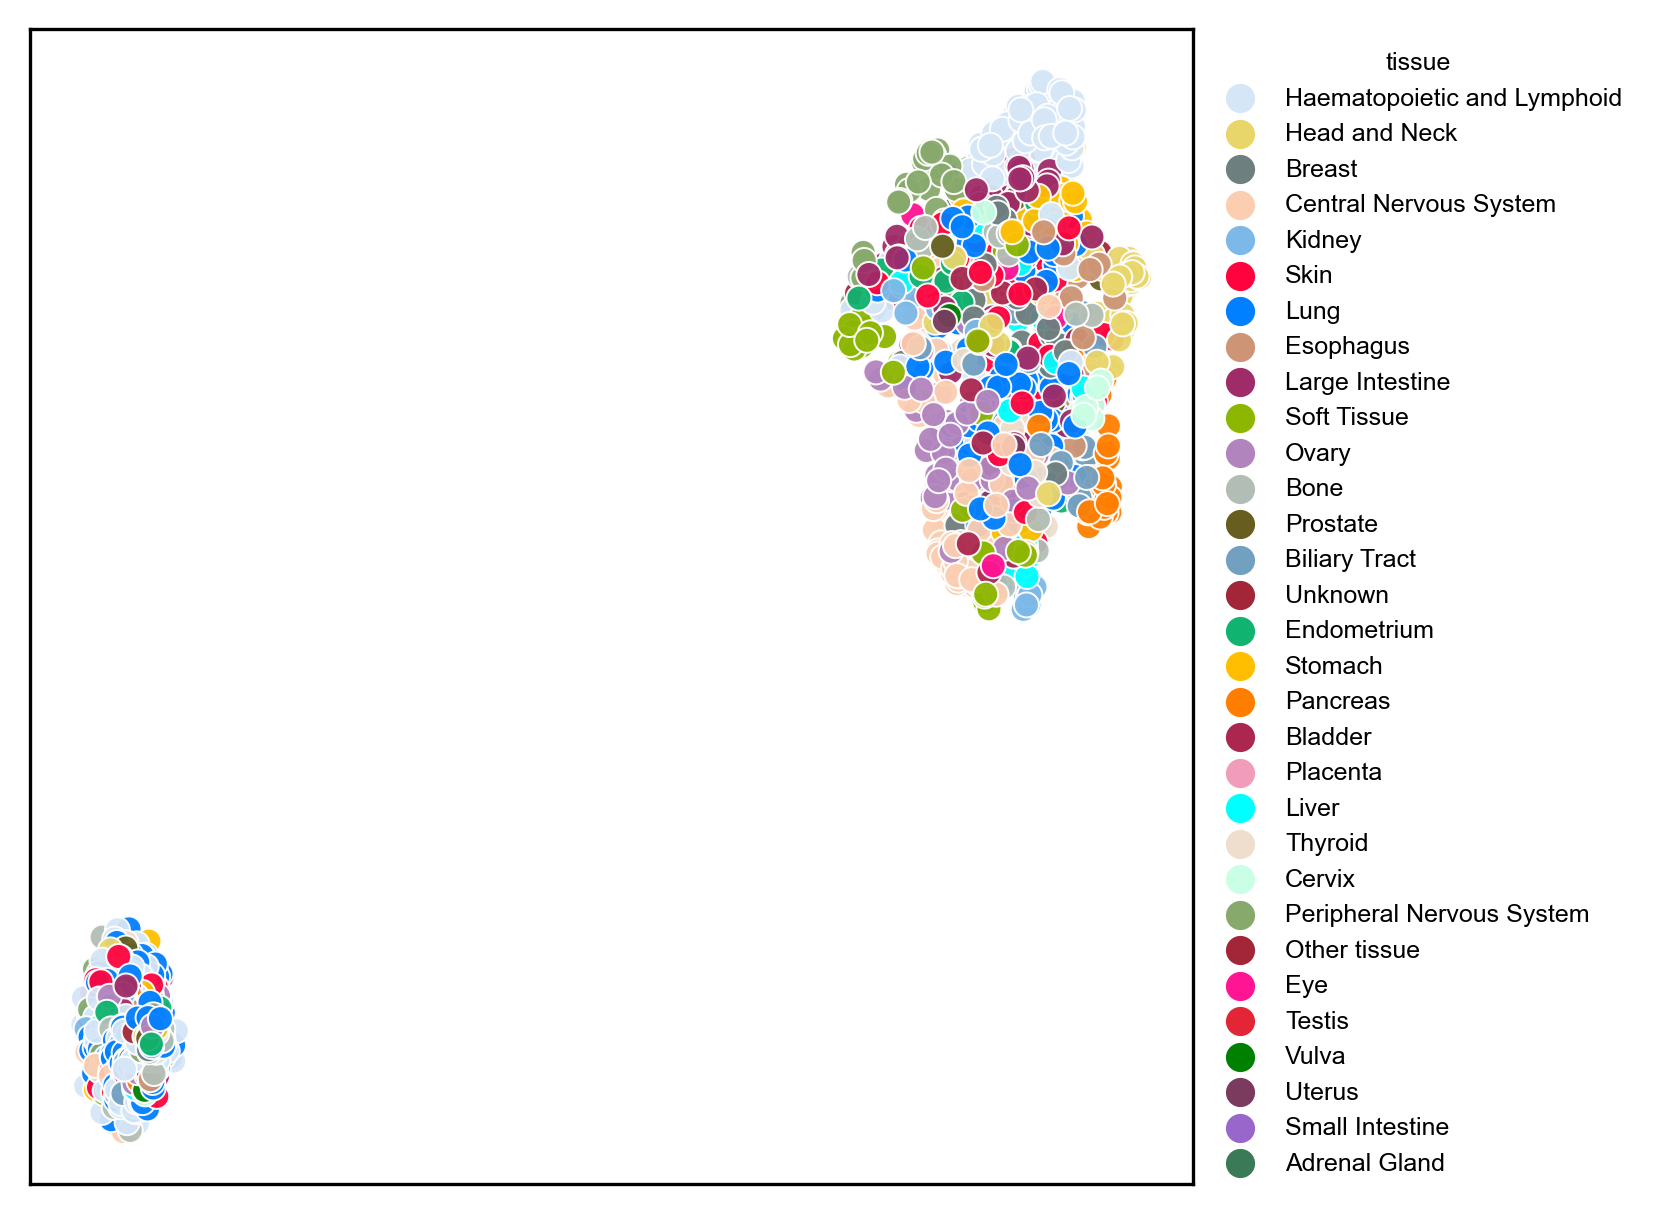 tissue
Haematopoietic and Lymphoid
Head and Neck
Breast
Central Nervous System
Kidney
Skin
Lung
Esophagus
Large Intestine
Soft Tissue
Ovary
Bone
Prostate
Biliary Tract
Unknown
Endometrium
Stomach
Pancreas
Bladder
Placenta
Liver
Thyroid
Cervix
Peripheral Nervous System
Other tissue
Eye
Testis
Vulva
Uterus
Small Intestine
Adrenal Gland